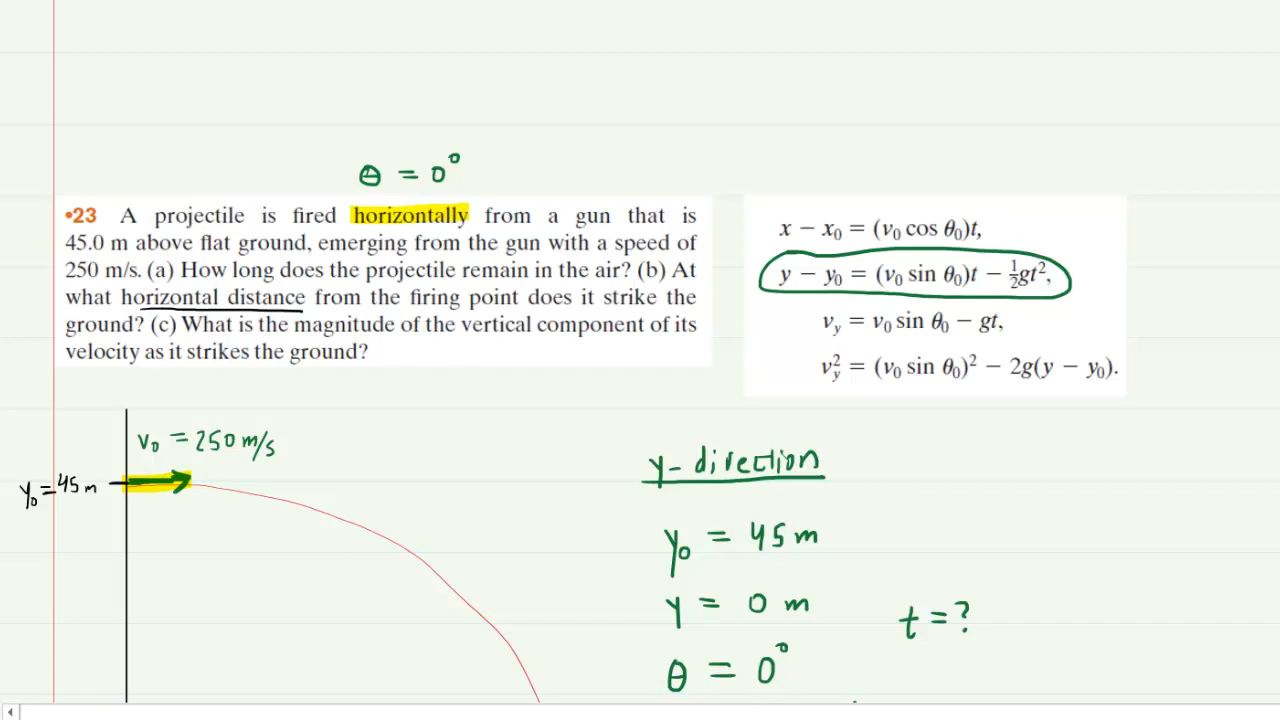 θ = 0°
•23 A projectile is fired horizontally from a gun that is
45.0 m above flat ground, emerging from the gun with a speed of
250 m/s. (a) How long does the projectile remain in the air? (b) At
what horizontal distance from the firing point does it strike the
ground? (c) What is the magnitude of the vertical component of its
velocity as it strikes the ground?
x − x₀ = (v₀ cos θ₀)t,
y − y₀ = (v₀ sin θ₀)t − ½gt²,
v_y = v₀ sin θ₀ − gt,
v_y² = (v₀ sin θ₀)² − 2g(y − y₀).
v₀ = 250 m/s
y₀ = 45 m
y- direction
y₀ = 45 m
y = 0 m
t = ?
θ = 0°